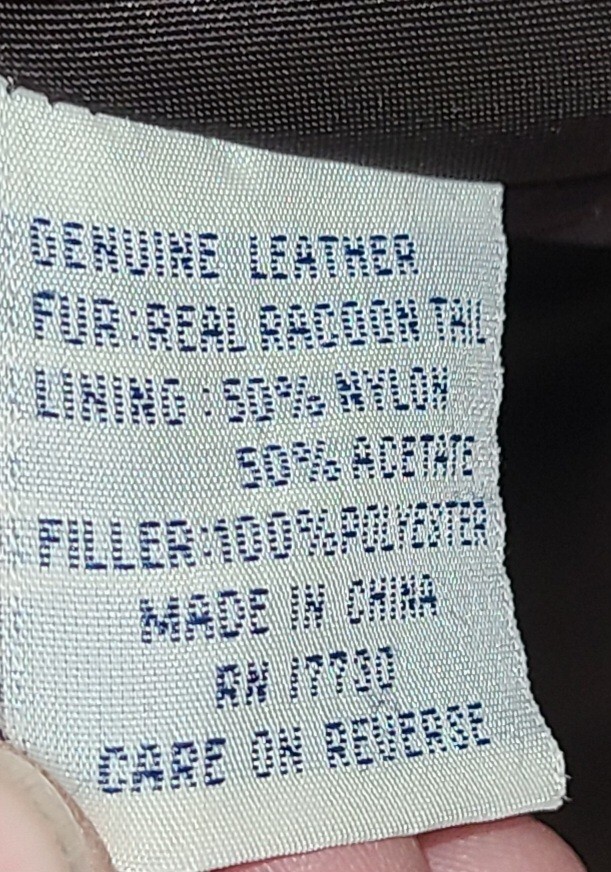 GENUINE LEATHER
FUR:REAL RACOON TAIL
LINING:50% NYLON
50% ACETATE
FILLER:100%POLYEXTER
MADE IN CHINA
RN 17730
CARE ON REVERSE